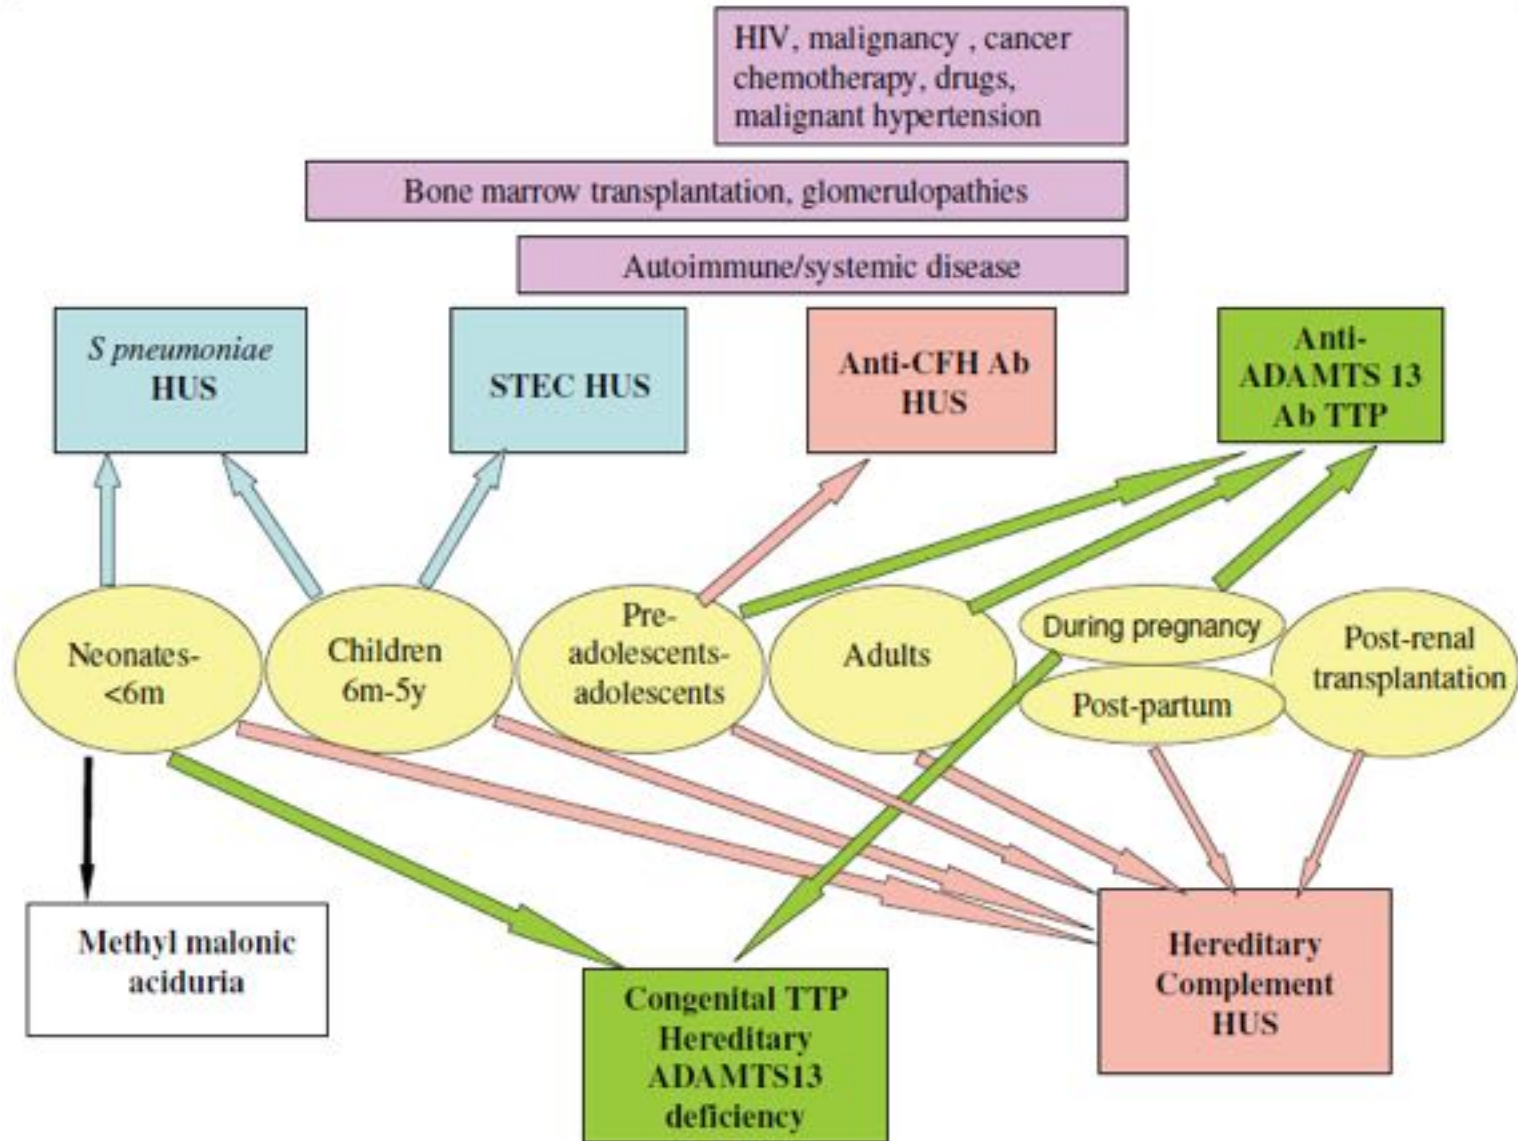 HIV, malignancy , cancer
chemotherapy, drugs,
malignant hypertension
Bone marrow transplantation, glomerulopathies
Autoimmune/systemic disease
S pneumoniae
HUS
STEC HUS
Anti-CFH Ab
HUS
Anti-
ADAMTS 13
Ab TTP
Neonates-
<6m
Children
6m-5y
Pre-
adolescents-
adolescents
Adults
During pregnancy
Post-partum
Post-renal
transplantation
Methyl malonic
aciduria
Congenital TTP
Hereditary
ADAMTS13
deficiency
Hereditary
Complement
HUS